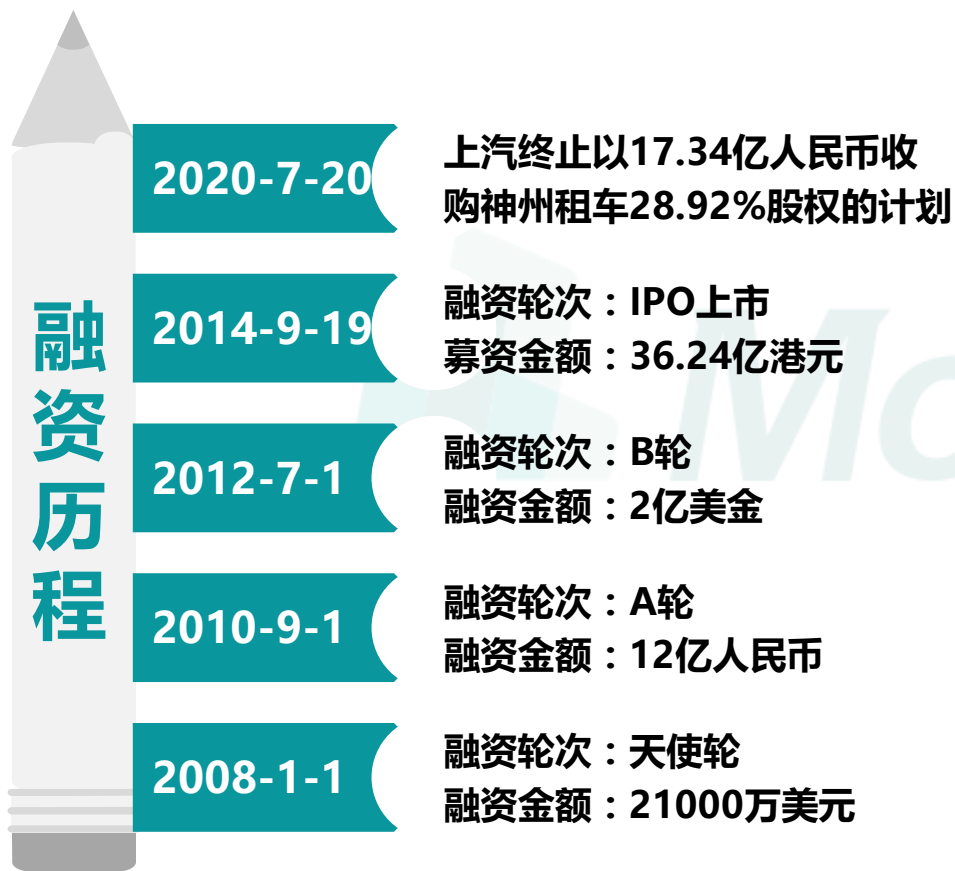 融资历程
2020-7-20
上汽终止以17.34亿人民币收
购神州租车28.92%股权的计划
2014-9-19
融资轮次：IPO上市
募资金额：36.24亿港元
2012-7-1
融资轮次：B轮
融资金额：2亿美金
2010-9-1
融资轮次：A轮
融资金额：12亿人民币
2008-1-1
融资轮次：天使轮
融资金额：21000万美元